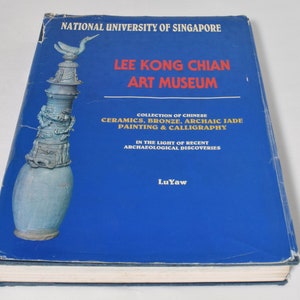 NATIONAL UNIVERSITY OF SINGAPORE
LEE KONG CHIAN
ART MUSEUM
COLLECTION OF CHINESE
CERAMICS, BRONZE, ARCHAIC JADE
PAINTING & CALLIGRAPHY
IN THE LIGHT OF RECENT
ARCHAEOLOGICAL DISCOVERIES
LuYaw